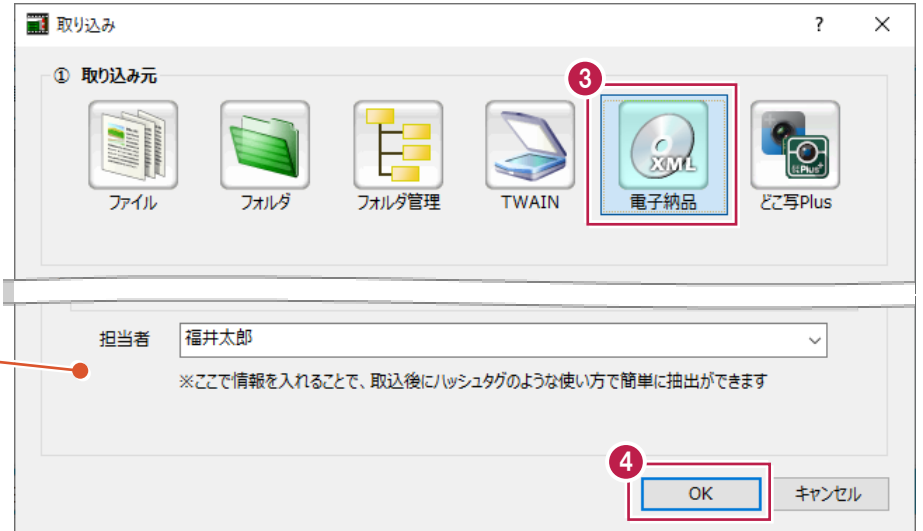 取り込み ? ×
① 取り込み元
3
XML
Plus+
ファイル フォルダ フォルダ管理 TWAIN 電子納品 どこ写Plus
担当者 福井太郎
※ここで情報を入れることで、取込後にハッシュタグのような使い方で簡単に抽出ができます
4
OK キャンセル